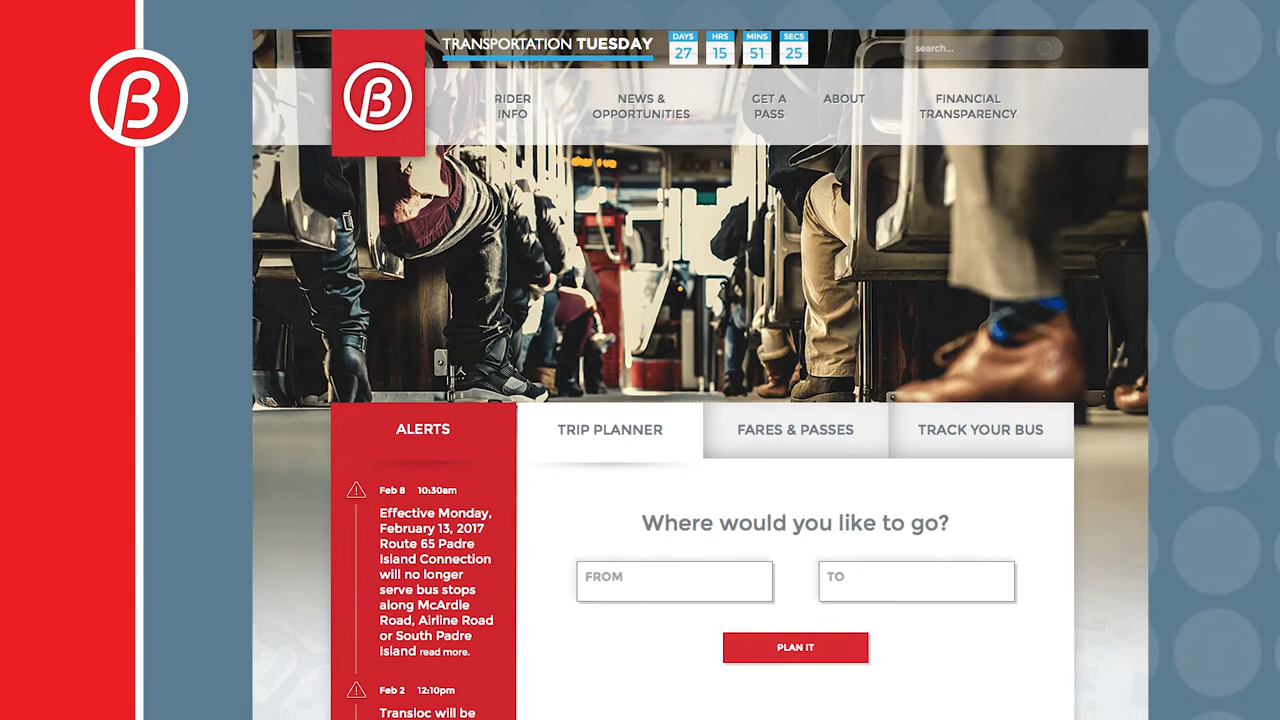 TRANSPORTATION TUESDAY
DAYS HRS MINS SECS
27 15 51 25
search...
RIDER
INFO
NEWS &
OPPORTUNITIES
GET A
PASS
ABOUT
FINANCIAL
TRANSPARENCY
ALERTS
TRIP PLANNER
FARES & PASSES
TRACK YOUR BUS
Feb 8 10:30am
Effective Monday,
February 13, 2017
Route 65 Padre
Island Connection
will no longer
serve bus stops
along McArdle
Road, Airline Road
or South Padre
Island read more.
Feb 2 12:10pm
Transloc will be
Where would you like to go?
FROM
TO
PLAN IT